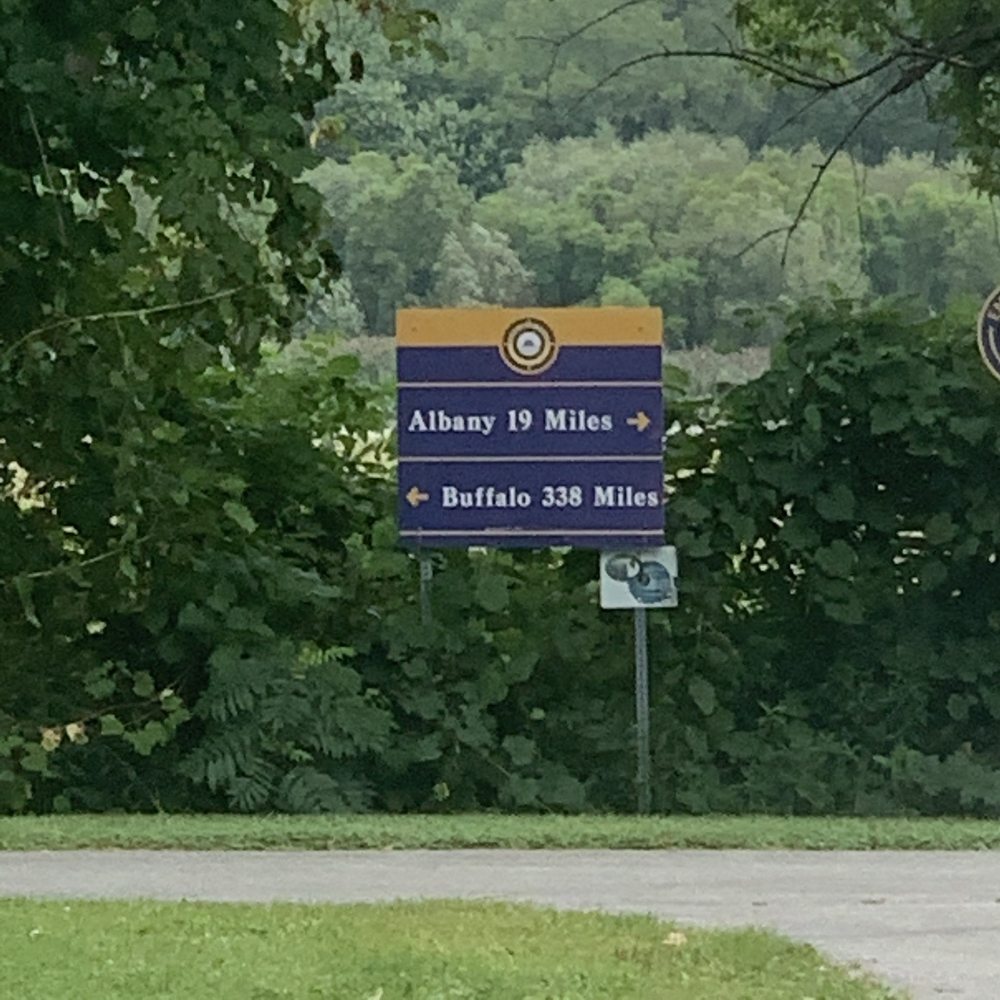 Albany 19 Miles →
← Buffalo 338 Miles